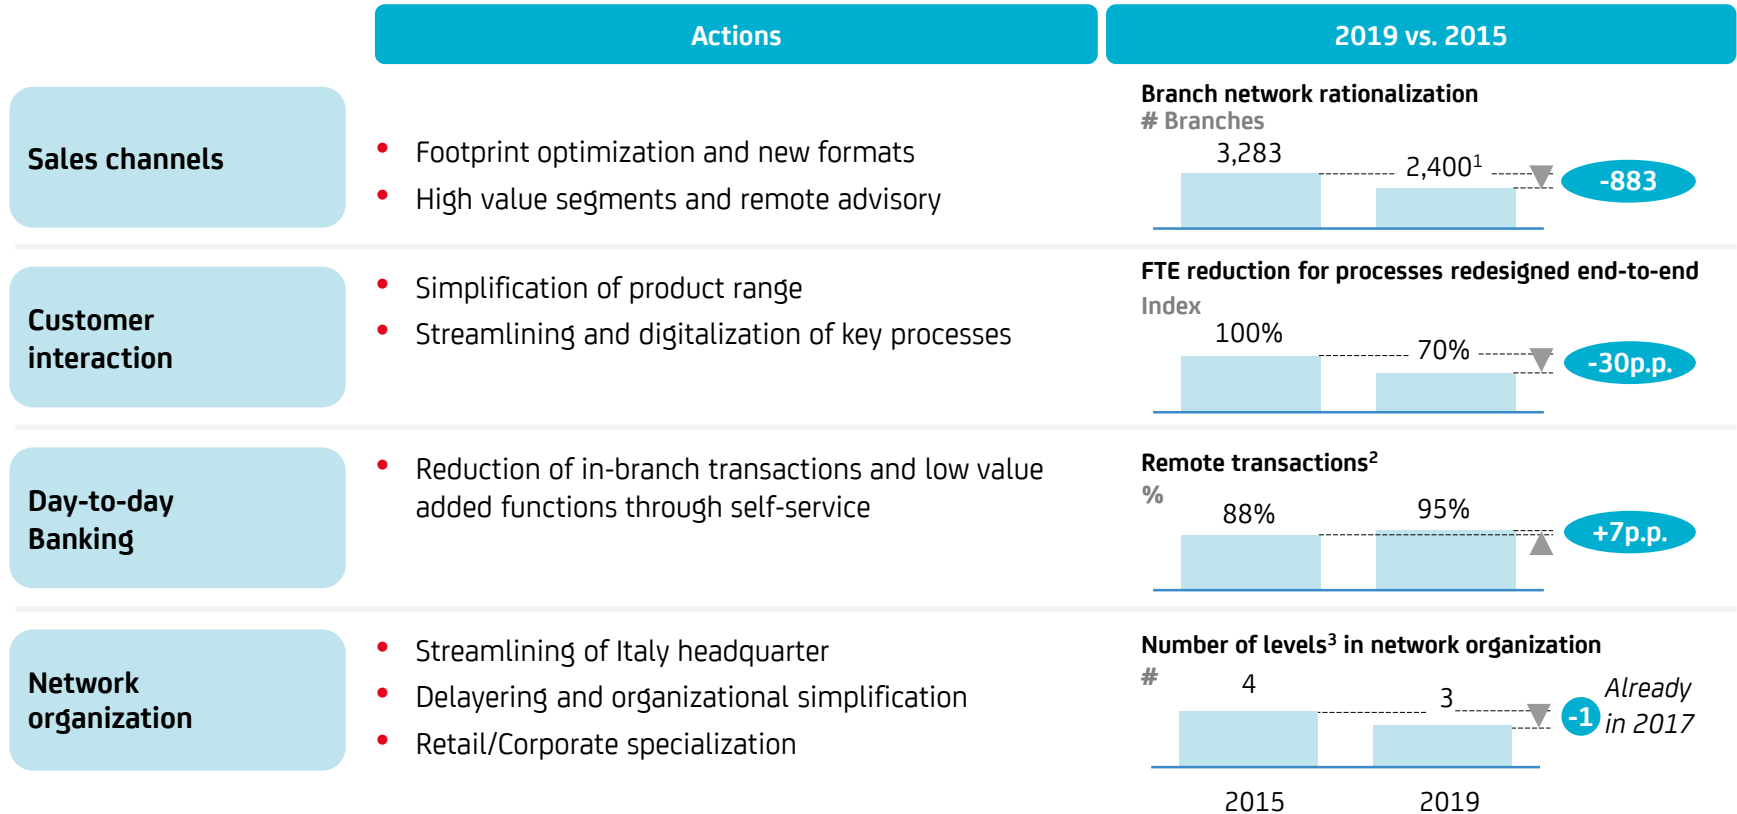 Actions
2019 vs. 2015
Sales channels
• Footprint optimization and new formats
• High value segments and remote advisory
Branch network rationalization
# Branches
3,283
2,400¹
-883
Customer
interaction
• Simplification of product range
• Streamlining and digitalization of key processes
FTE reduction for processes redesigned end-to-end
Index
100%
70%
-30p.p.
Day-to-day
Banking
• Reduction of in-branch transactions and low value
added functions through self-service
Remote transactions²
%
88%
95%
+7p.p.
Network
organization
• Streamlining of Italy headquarter
• Delayering and organizational simplification
• Retail/Corporate specialization
Number of levels³ in network organization
#
4
3
-1
Already
in 2017
2015
2019